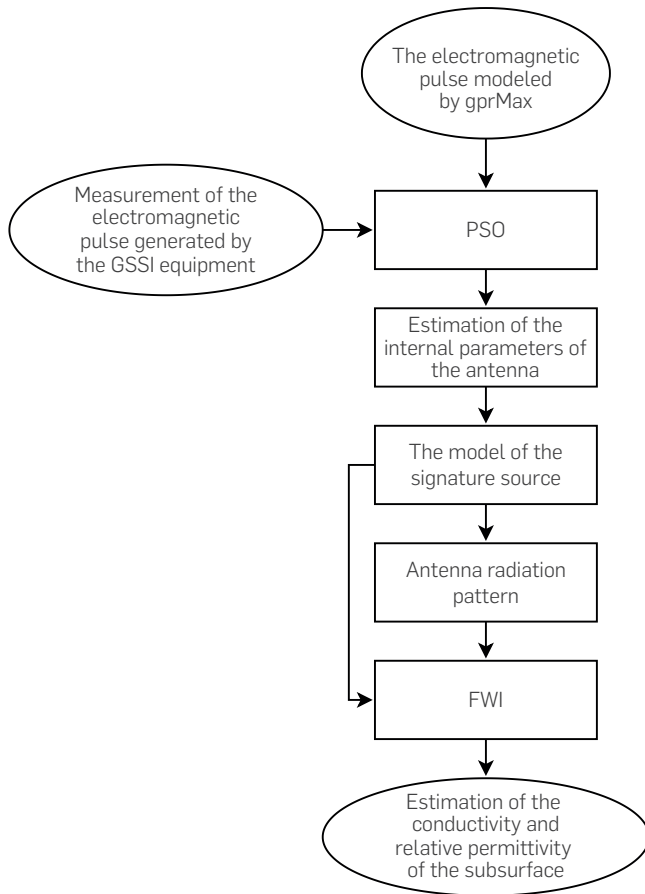 The electromagnetic
pulse modeled
by gprMax
Measurement of the
electromagnetic
pulse generated by
the GSSI equipment
PSO
Estimation of the
internal parameters of
the antenna
The model of the
signature source
Antenna radiation
pattern
FWI
Estimation of the
conductivity and
relative permittivity
of the subsurface